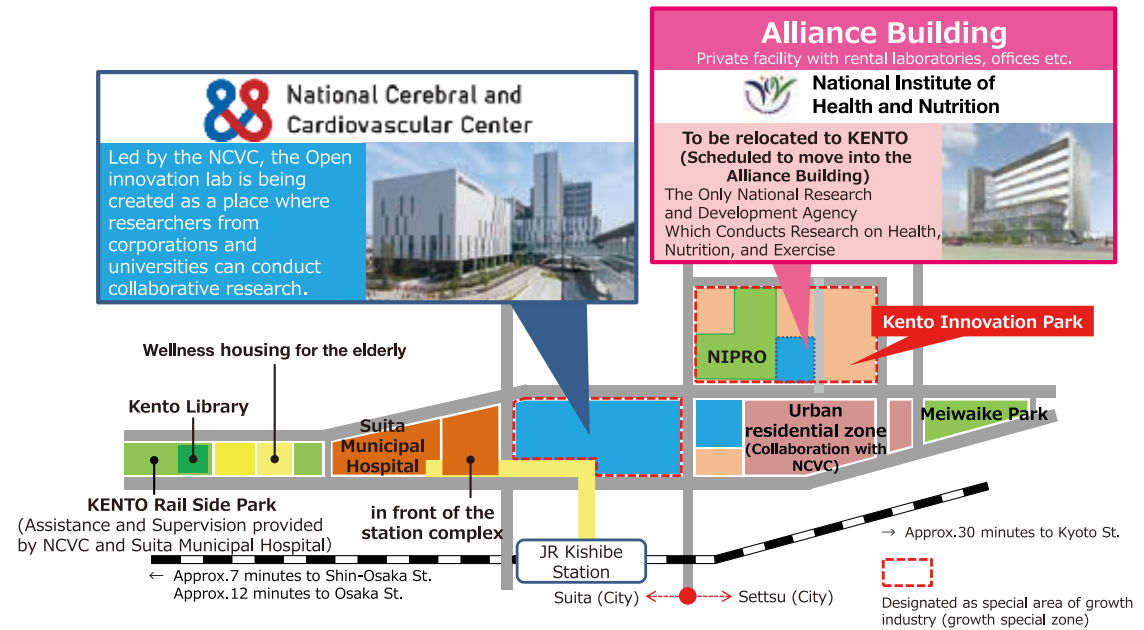 Alliance Building
Private facility with rental laboratories, offices etc.
National Institute of
Health and Nutrition
To be relocated to KENTO
(Scheduled to move into the
Alliance Building)
The Only National Research
and Development Agency
Which Conducts Research on Health,
Nutrition, and Exercise
National Cerebral and
Cardiovascular Center
Led by the NCVC, the Open
innovation lab is being
created as a place where
researchers from
corporations and
universities can conduct
collaborative research.
Kento Innovation Park
NIPRO
Wellness housing for the elderly
Kento Library
Suita
Municipal
Hospital
Urban
residential zone
(Collaboration with
NCVC)
Meiwaike Park
KENTO Rail Side Park
(Assistance and Supervision provided
by NCVC and Suita Municipal Hospital)
in front of the
station complex
JR Kishibe
Station
→ Approx.30 minutes to Kyoto St.
← Approx.7 minutes to Shin-Osaka St.
Approx.12 minutes to Osaka St.
Suita (City)
Settsu (City)
Designated as special area of growth
industry (growth special zone)